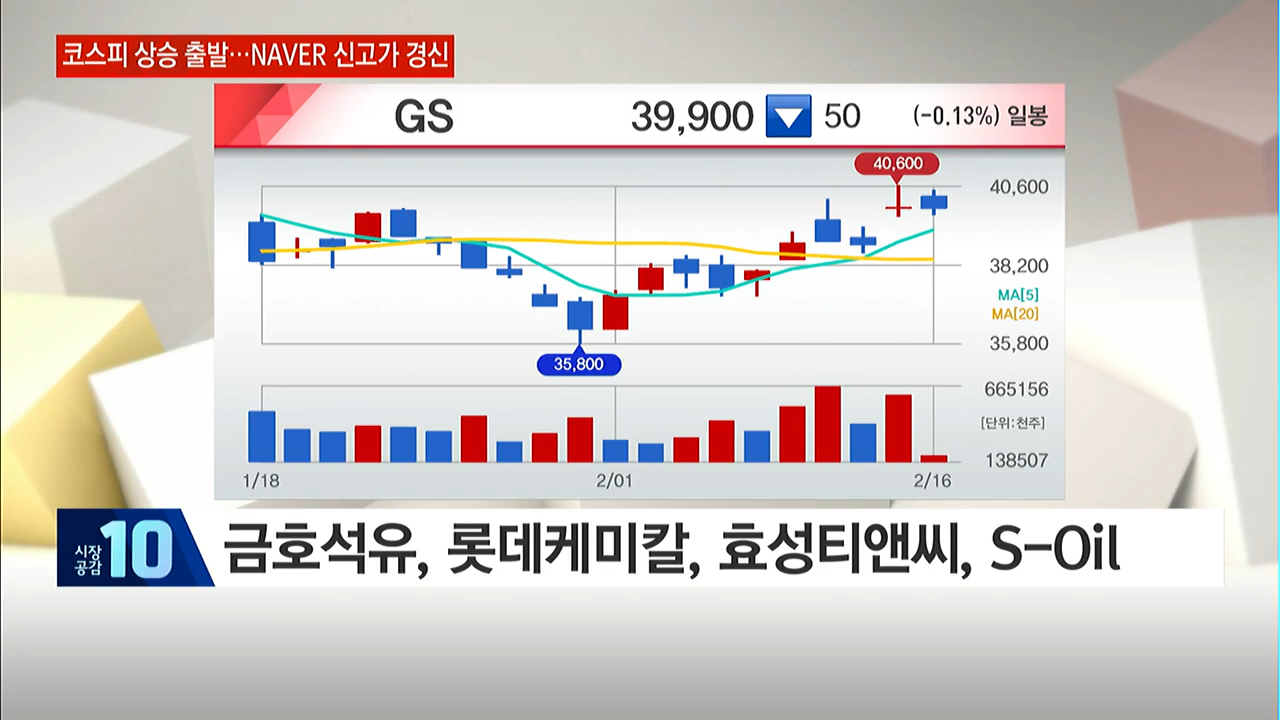 코스피 상승 출발…NAVER 신고가 경신
GS 39,900 50 (-0.13%) 일봉
40,600
40,600
38,200
MA[5]
MA[20]
35,800
35,800
665156
[단위:천주]
138507
1/18 2/01 2/16
시장공감 10
금호석유, 롯데케미칼, 효성티앤씨, S-Oil